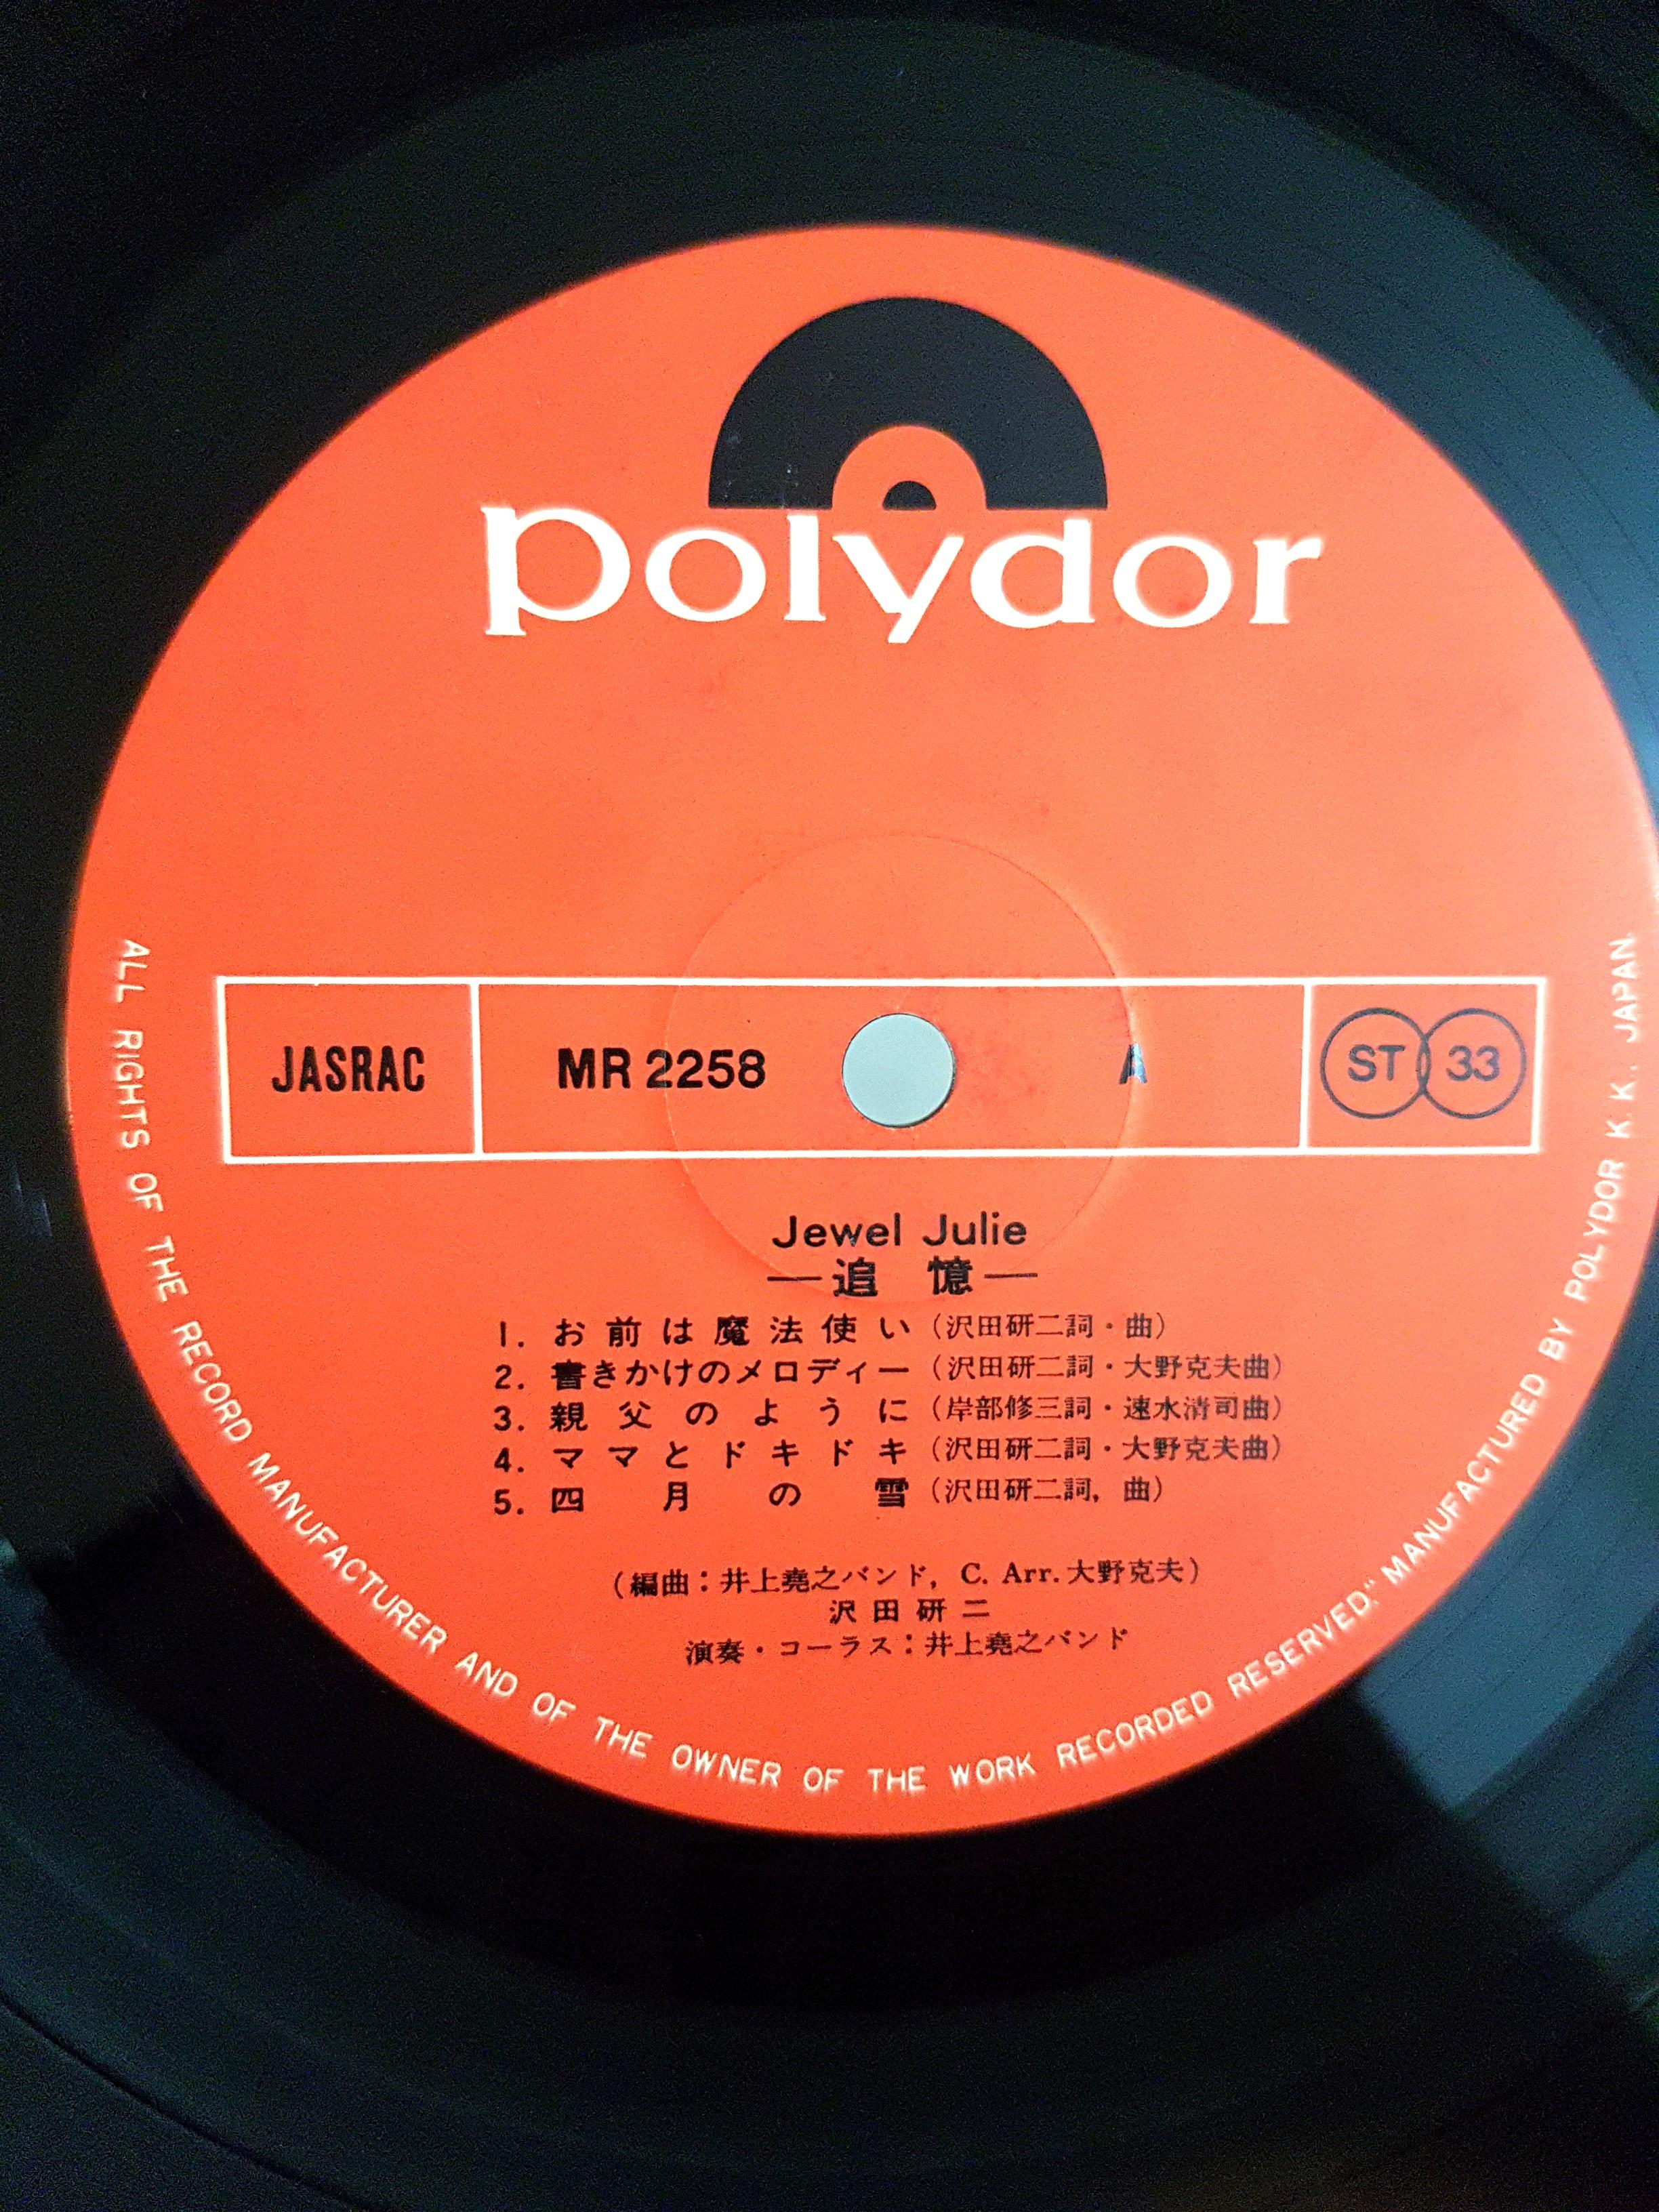 polydor
JASRAC MR 2258 A ST 33
Jewel Julie
—追憶—
1. お前は魔法使い (沢田研二詞・曲)
2. 書きかけのメロディー (沢田研二詞・大野克夫曲)
3. 親父のように (岸部修三詞・速水清司曲)
4. ママとドキドキ (沢田研二詞・大野克夫曲)
5. 四月の雪 (沢田研二詞, 曲)
(編曲：井上堯之バンド, C. Arr. 大野克夫)
沢田研二
演奏・コーラス：井上堯之バンド
ALL RIGHTS OF THE RECORD MANUFACTURER AND OF THE OWNER OF THE WORK RECORDED RESERVED." MANUFACTURED BY POLYDOR K.K., JAPAN